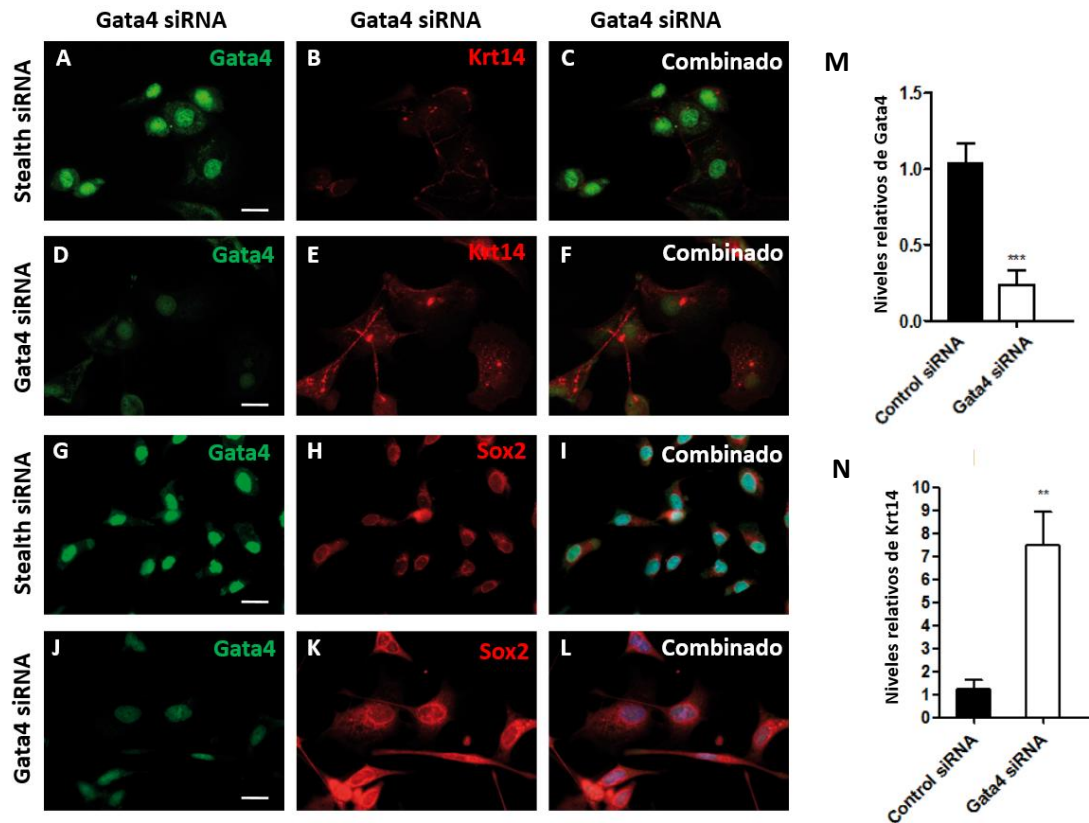 Gata4 siRNA Gata4 siRNA Gata4 siRNA
Stealth siRNA
A Gata4
B Krt14
C Combinado
Gata4 siRNA
D Gata4
E Krt14
F Combinado
Stealth siRNA
G Gata4
H Sox2
I Combinado
Gata4 siRNA
J Gata4
K Sox2
L Combinado
M
Niveles relativos de Gata4
1.5
1.0
0.5
0.0
***
Control siRNA
Gata4 siRNA
N
Niveles relativos de Krt14
10
9
8
7
6
5
4
3
2
1
0
**
Control siRNA
Gata4 siRNA